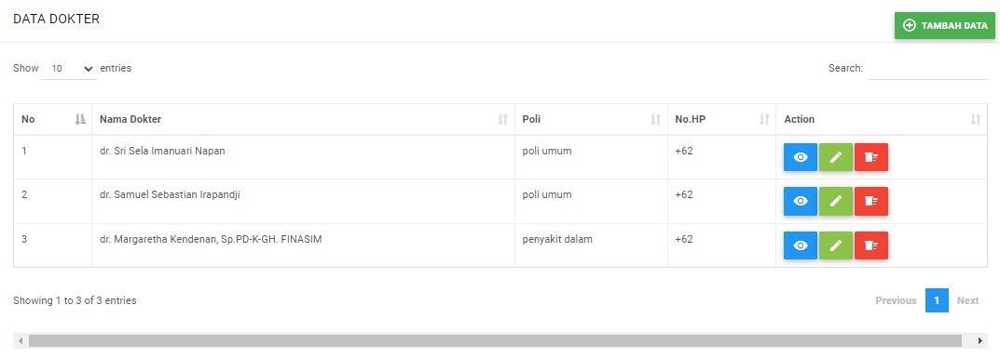 DATA DOKTER
TAMBAH DATA
Show 10 entries
Search:
No Nama Dokter Poli No.HP Action
1 dr. Sri Sela Imanuari Napan poli umum +62
2 dr. Samuel Sebastian Irapandji poli umum +62
3 dr. Margaretha Kendenan, Sp.PD-K-GH. FINASIM penyakit dalam +62
Showing 1 to 3 of 3 entries
Previous 1 Next